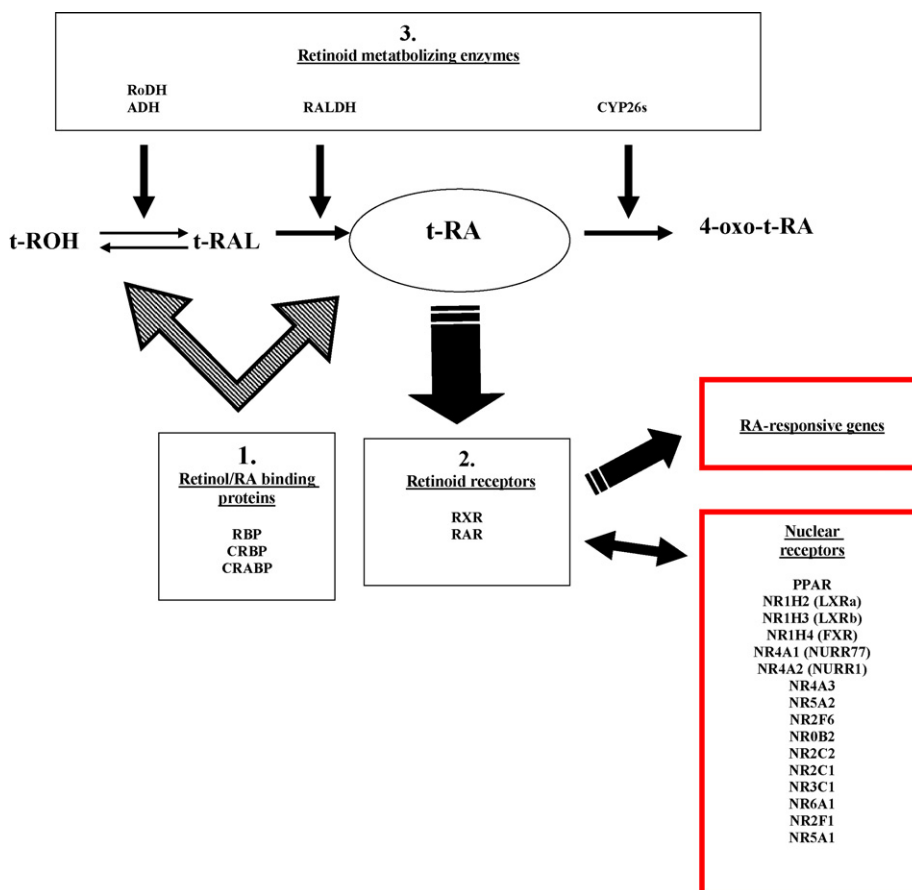 3.
Retinoid metatbolizing enzymes
RoDH
ADH
RALDH
CYP26s
t-ROH
t-RAL
t-RA
4-oxo-t-RA
1.
Retinol/RA binding
proteins
RBP
CRBP
CRABP
2.
Retinoid receptors
RXR
RAR
RA-responsive genes
Nuclear
receptors
PPAR
NR1H2 (LXRa)
NR1H3 (LXRb)
NR1H4 (FXR)
NR4A1 (NURR77)
NR4A2 (NURR1)
NR4A3
NR5A2
NR2F6
NR0B2
NR2C2
NR2C1
NR3C1
NR6A1
NR2F1
NR5A1